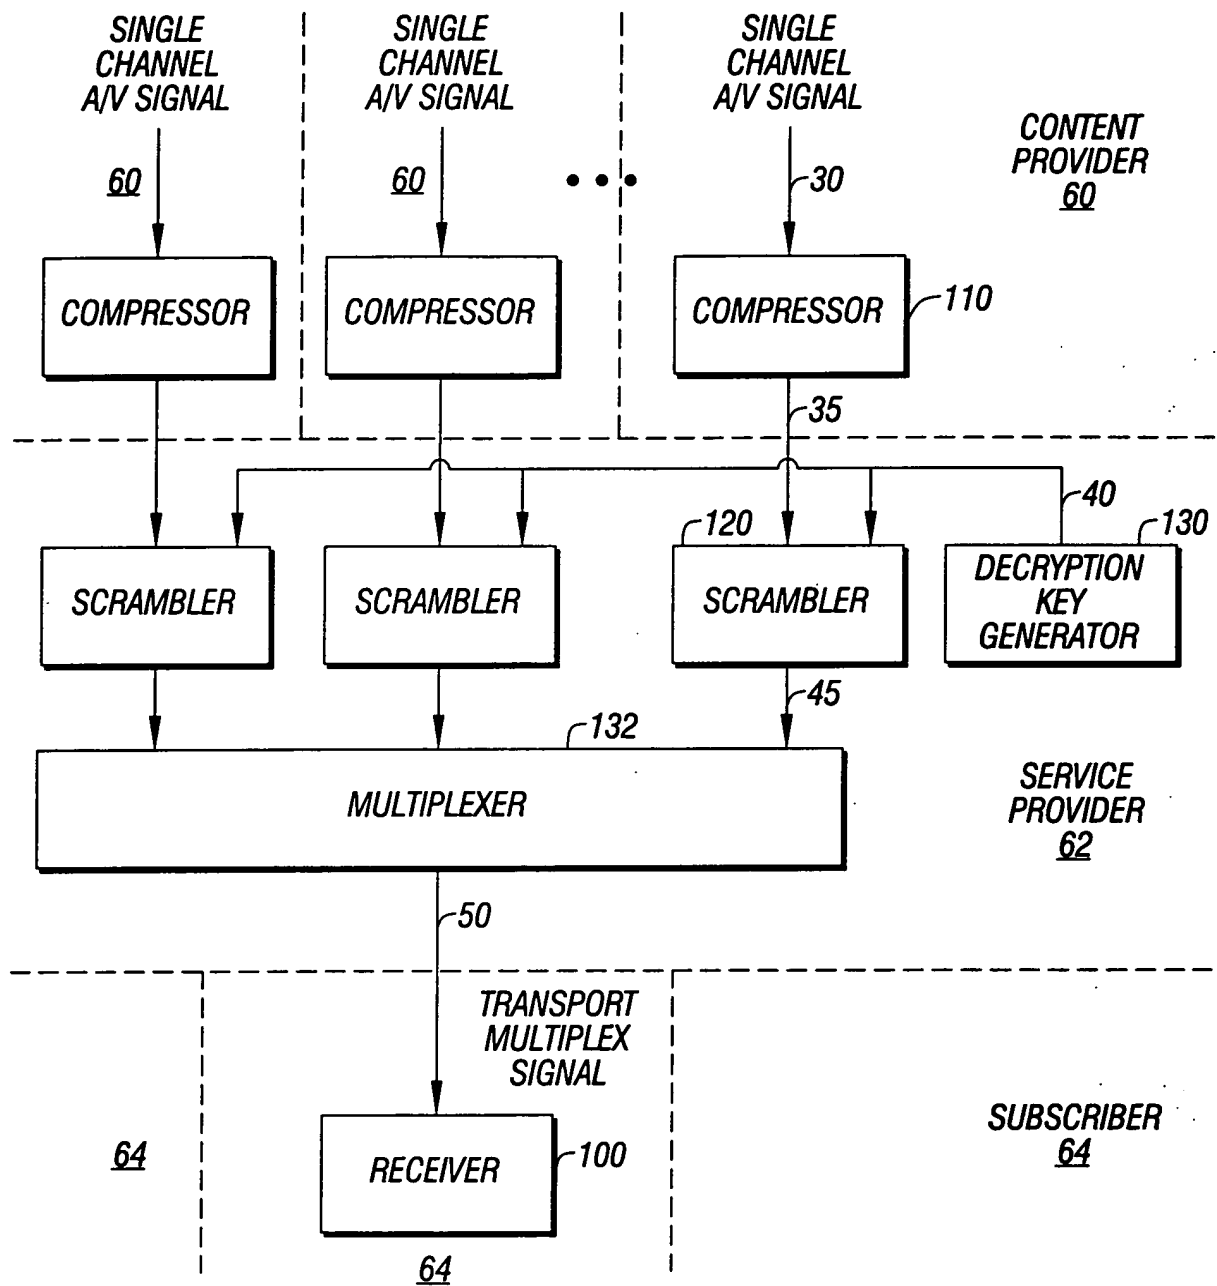 SINGLE
CHANNEL
A/V SIGNAL
SINGLE
CHANNEL
A/V SIGNAL
SINGLE
CHANNEL
A/V SIGNAL
CONTENT
PROVIDER
60
60
60
30
COMPRESSOR
COMPRESSOR
COMPRESSOR
110
35
40
120
130
SCRAMBLER
SCRAMBLER
SCRAMBLER
DECRYPTION
KEY
GENERATOR
45
132
MULTIPLEXER
SERVICE
PROVIDER
62
50
TRANSPORT
MULTIPLEX
SIGNAL
64
RECEIVER
100
SUBSCRIBER
64
64